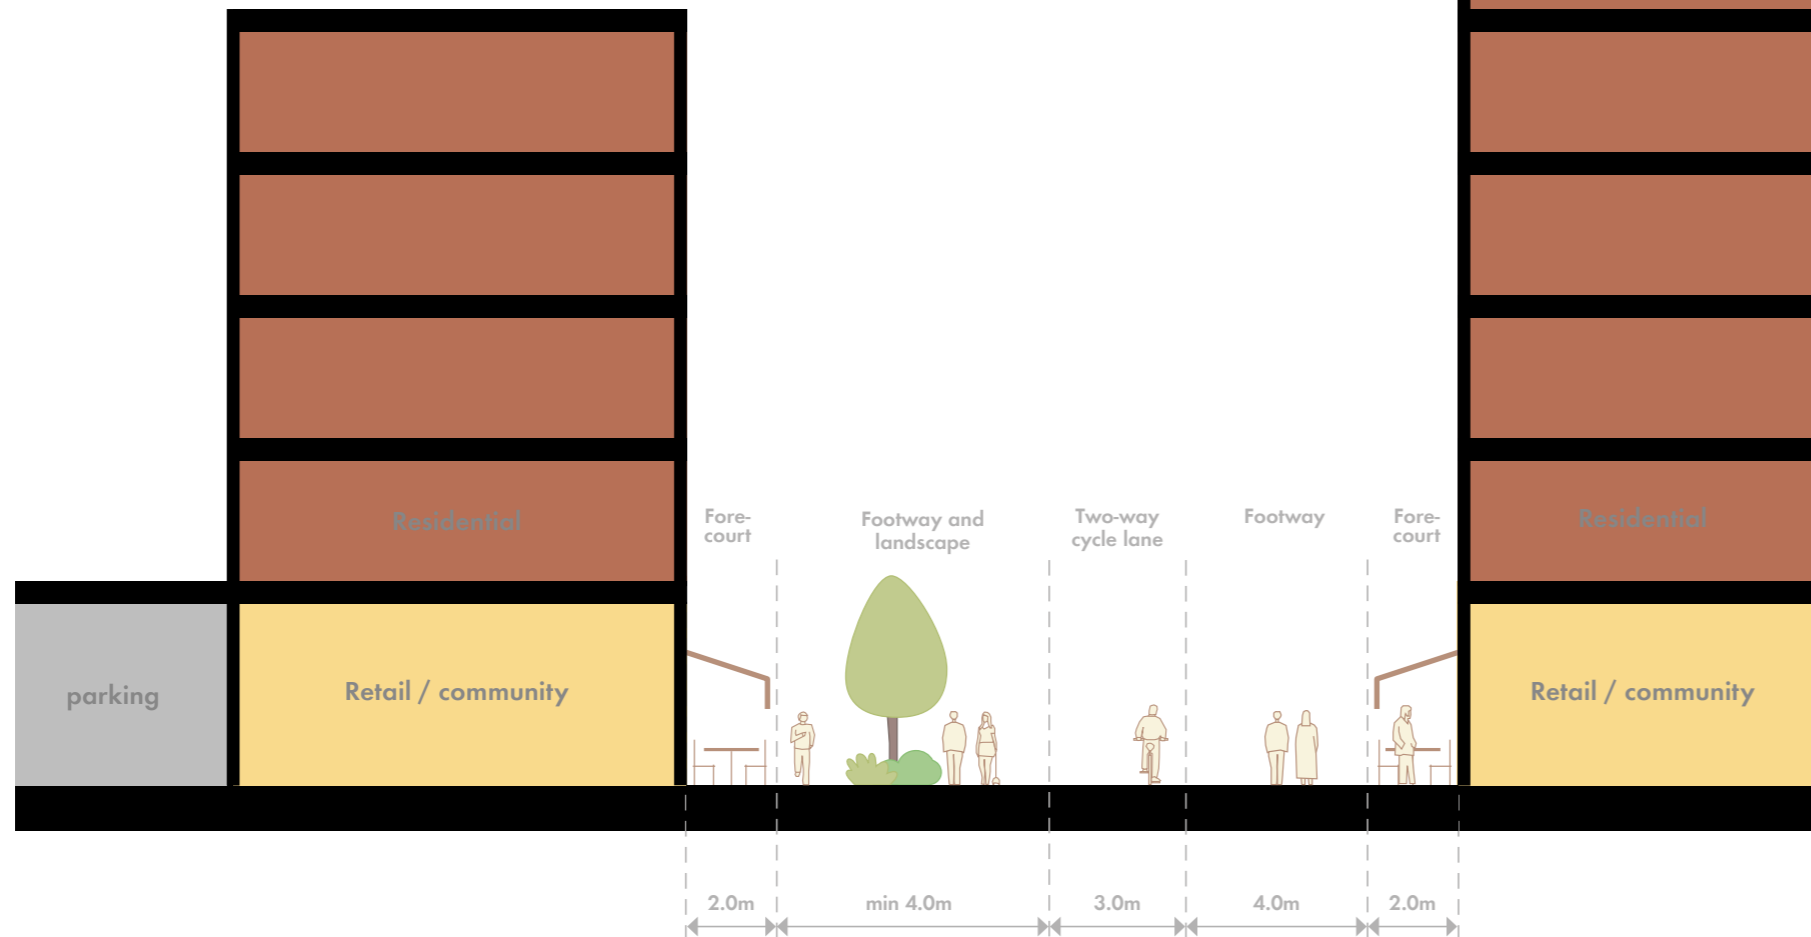 Fore-
court
Footway and
landscape
Two-way
cycle lane
Footway
Fore-
court
Residential
Residential
parking
Retail / community
Retail / community
2.0m
min 4.0m
3.0m
4.0m
2.0m